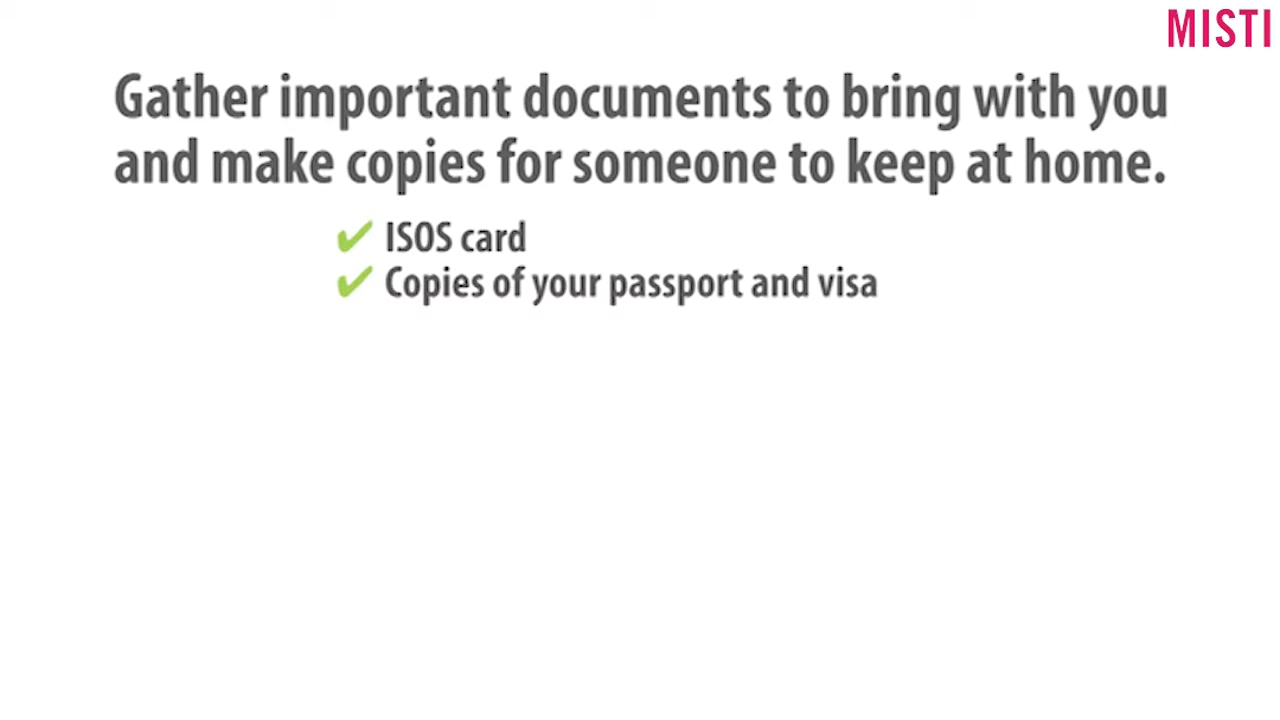 MISTI
Gather important documents to bring with you
and make copies for someone to keep at home.
✔ ISOS card
✔ Copies of your passport and visa